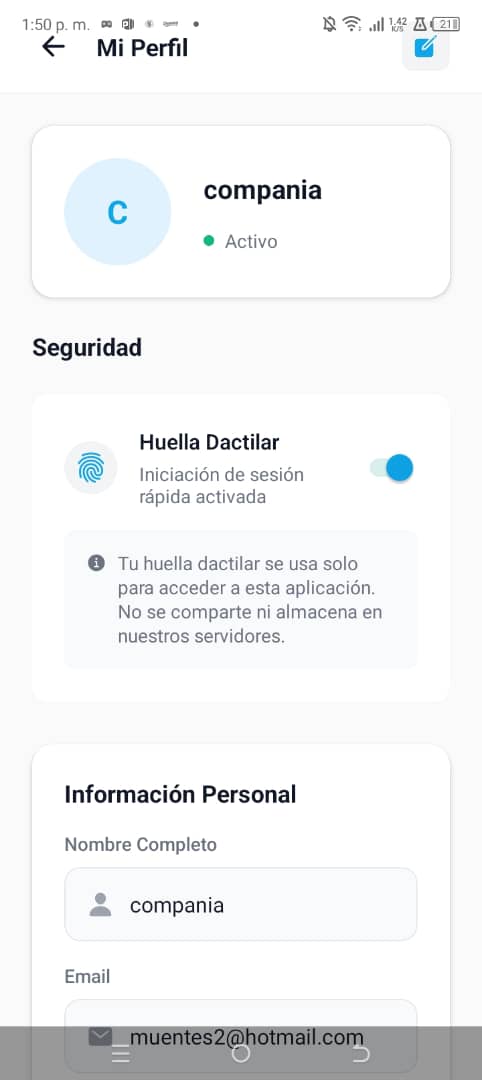 1:50 p. m.
1,42
K/S
21
Mi Perfil
C
compania
Activo
Seguridad
Huella Dactilar
Iniciación de sesión
rápida activada
Tu huella dactilar se usa solo
para acceder a esta aplicación.
No se comparte ni almacena en
nuestros servidores.
Información Personal
Nombre Completo
compania
Email
muentes2@hotmail.com